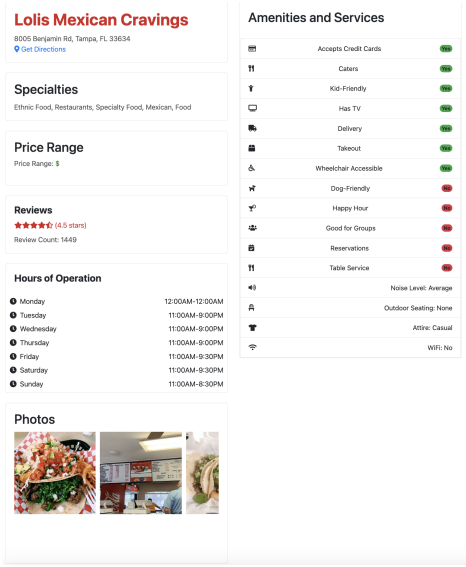 Lolis Mexican Cravings
8005 Benjamin Rd, Tampa, FL 33634
Get Directions
Specialties
Ethnic Food, Restaurants, Specialty Food, Mexican, Food
Price Range
Price Range: $
Reviews
(4.5 stars)
Review Count: 1449
Hours of Operation
Monday 12:00AM-12:00AM
Tuesday 11:00AM-9:00PM
Wednesday 11:00AM-9:00PM
Thursday 11:00AM-9:00PM
Friday 11:00AM-9:30PM
Saturday 11:00AM-9:30PM
Sunday 11:00AM-8:30PM
Photos
Amenities and Services
Accepts Credit Cards Yes
Caters Yes
Kid-Friendly Yes
Has TV Yes
Delivery Yes
Takeout Yes
Wheelchair Accessible Yes
Dog-Friendly No
Happy Hour No
Good for Groups No
Reservations No
Table Service No
Noise Level: Average
Outdoor Seating: None
Attire: Casual
WiFi: No